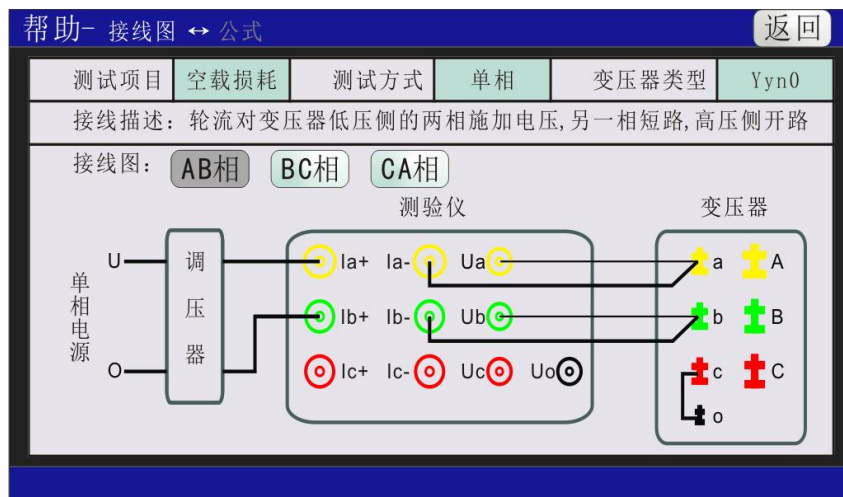 帮助- 接线图 ↔ 公式 返回
测试项目 空载损耗 测试方式 单相 变压器类型 Yyn0
接线描述: 轮流对变压器低压侧的两相施加电压,另一相短路,高压侧开路
接线图: AB相 BC相 CA相
测验仪 变压器
单相电源
U
O
调压器
Ia+ Ia- Ua
Ib+ Ib- Ub
Ic+ Ic- Uc Uo
a A
b B
c C
o